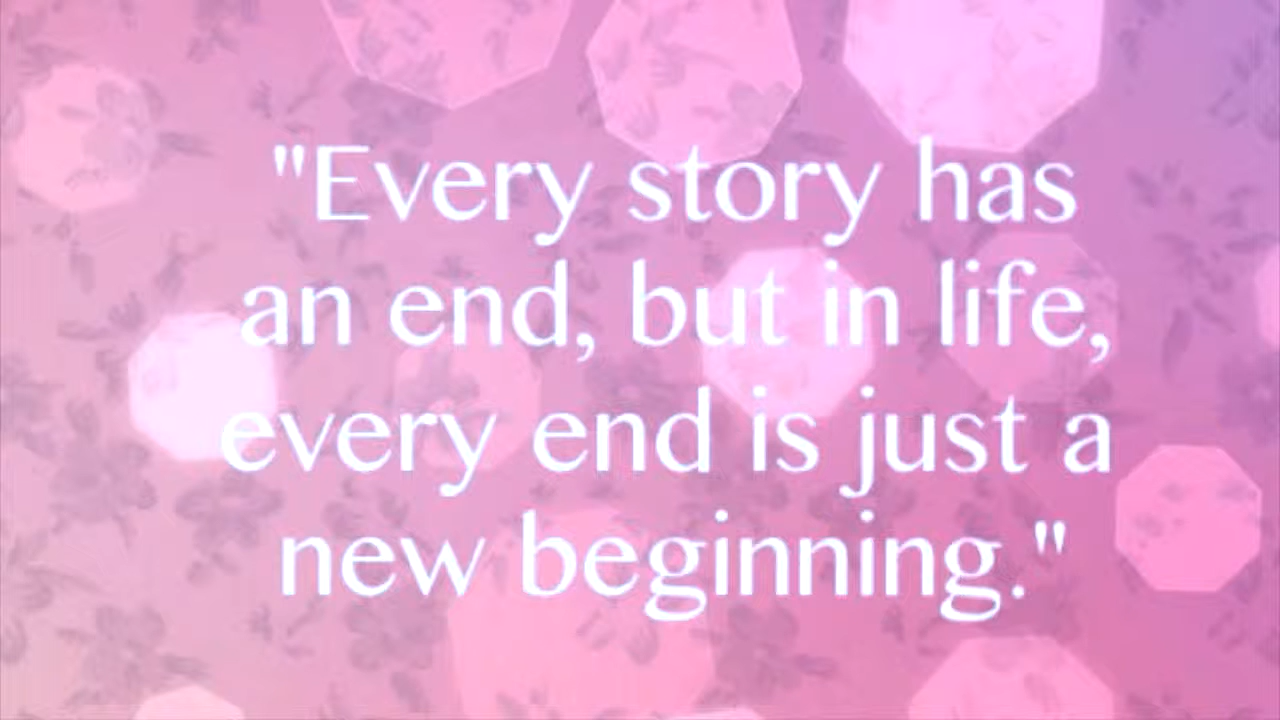 "Every story has
an end, but in life,
every end is just a
new beginning."